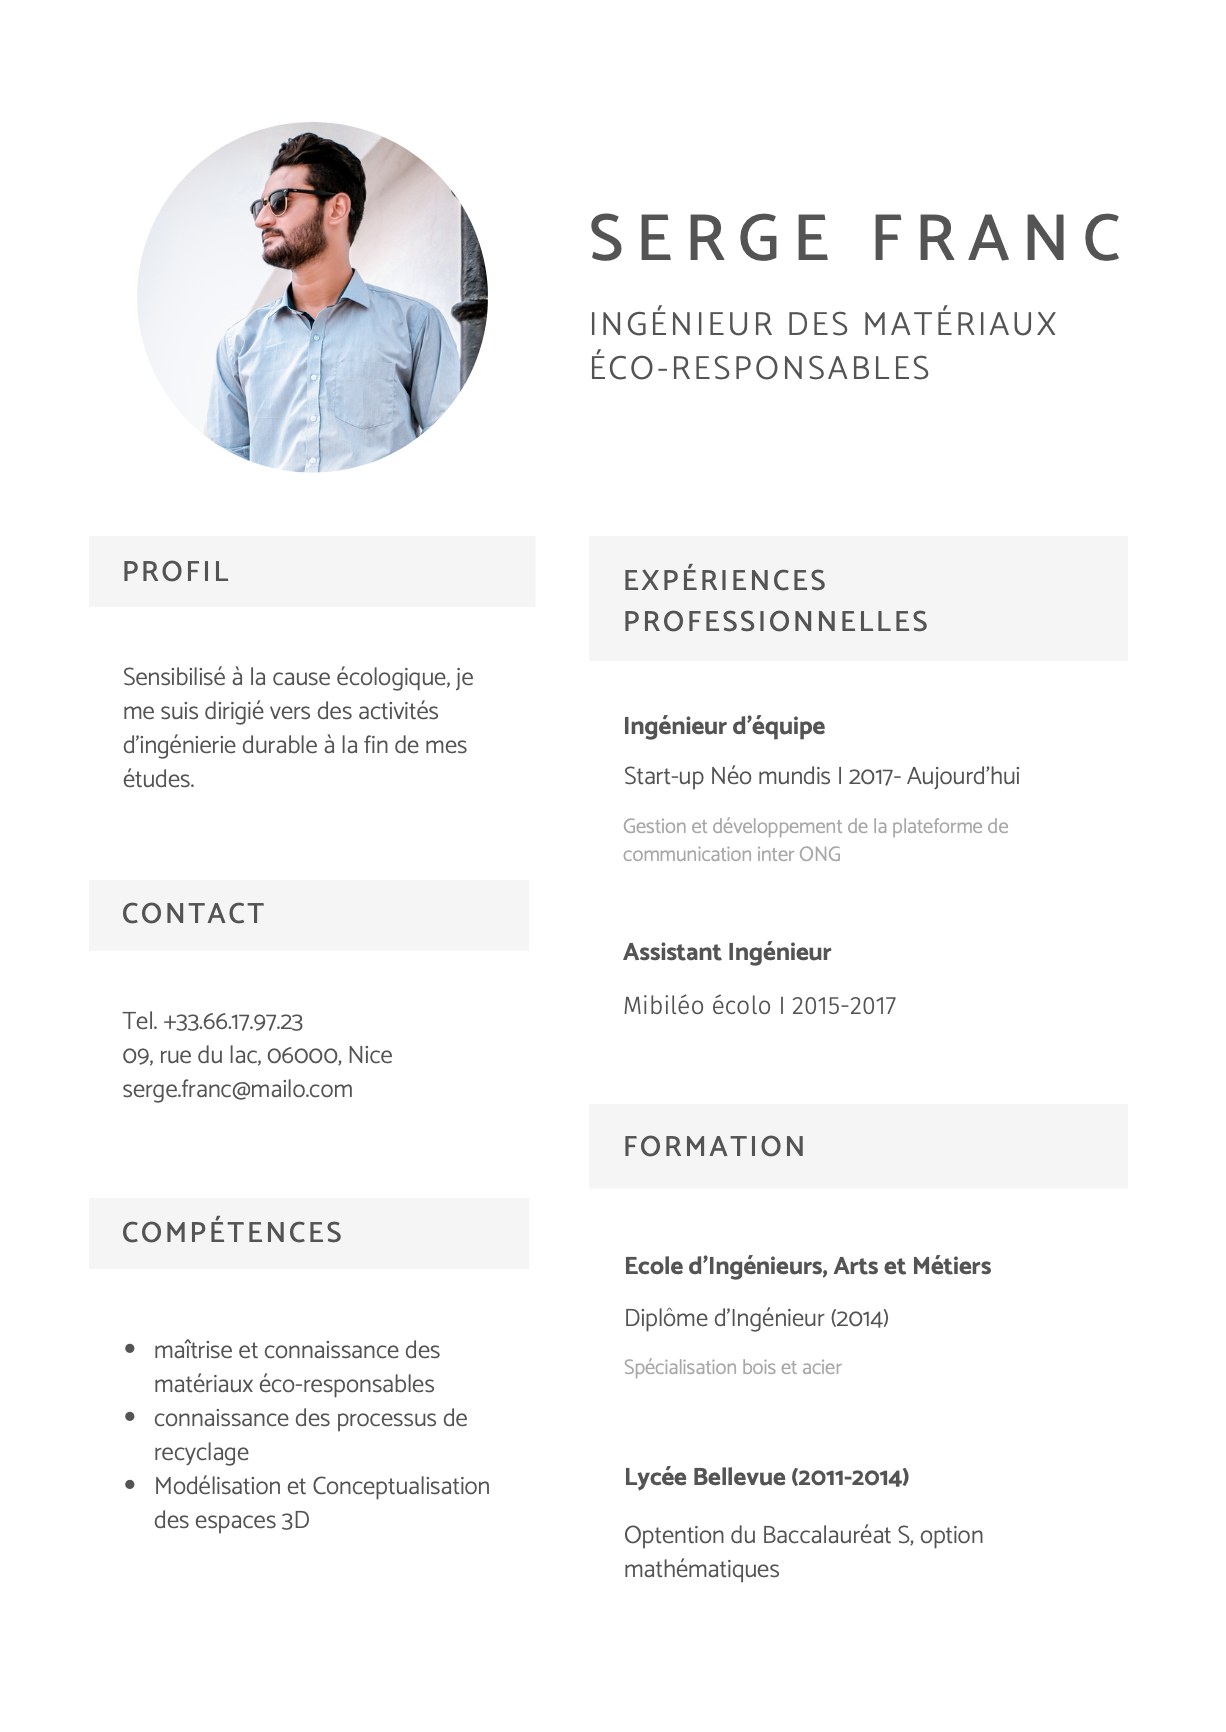 SERGE FRANC
INGÉNIEUR DES MATÉRIAUX
ÉCO-RESPONSABLES
PROFIL
Sensibilisé à la cause écologique, je
me suis dirigié vers des activités
d'ingénierie durable à la fin de mes
études.
CONTACT
Tel. +33.66.17.97.23
09, rue du lac, 06000, Nice
serge.franc@mailo.com
COMPÉTENCES
• maîtrise et connaissance des
matériaux éco-responsables
• connaissance des processus de
recyclage
• Modélisation et Conceptualisation
des espaces 3D
EXPÉRIENCES
PROFESSIONNELLES
Ingénieur d'équipe
Start-up Néo mundis I 2017- Aujourd'hui
Gestion et développement de la plateforme de
communication inter ONG
Assistant Ingénieur
Mibiléo écolo I 2015-2017
FORMATION
Ecole d'Ingénieurs, Arts et Métiers
Diplôme d'Ingénieur (2014)
Spécialisation bois et acier
Lycée Bellevue (2011-2014)
Optention du Baccalauréat S, option
mathématiques